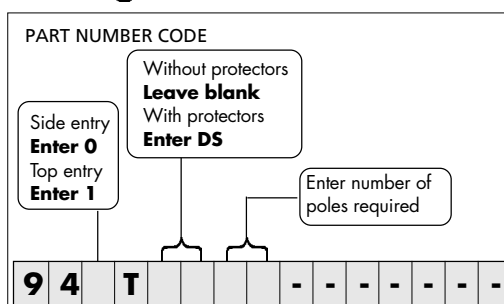 PART NUMBER CODE
Without protectors
Leave blank
With protectors
Enter DS
Side entry
Enter 0
Top entry
Enter 1
Enter number of
poles required
9 4 T - - - - - - -